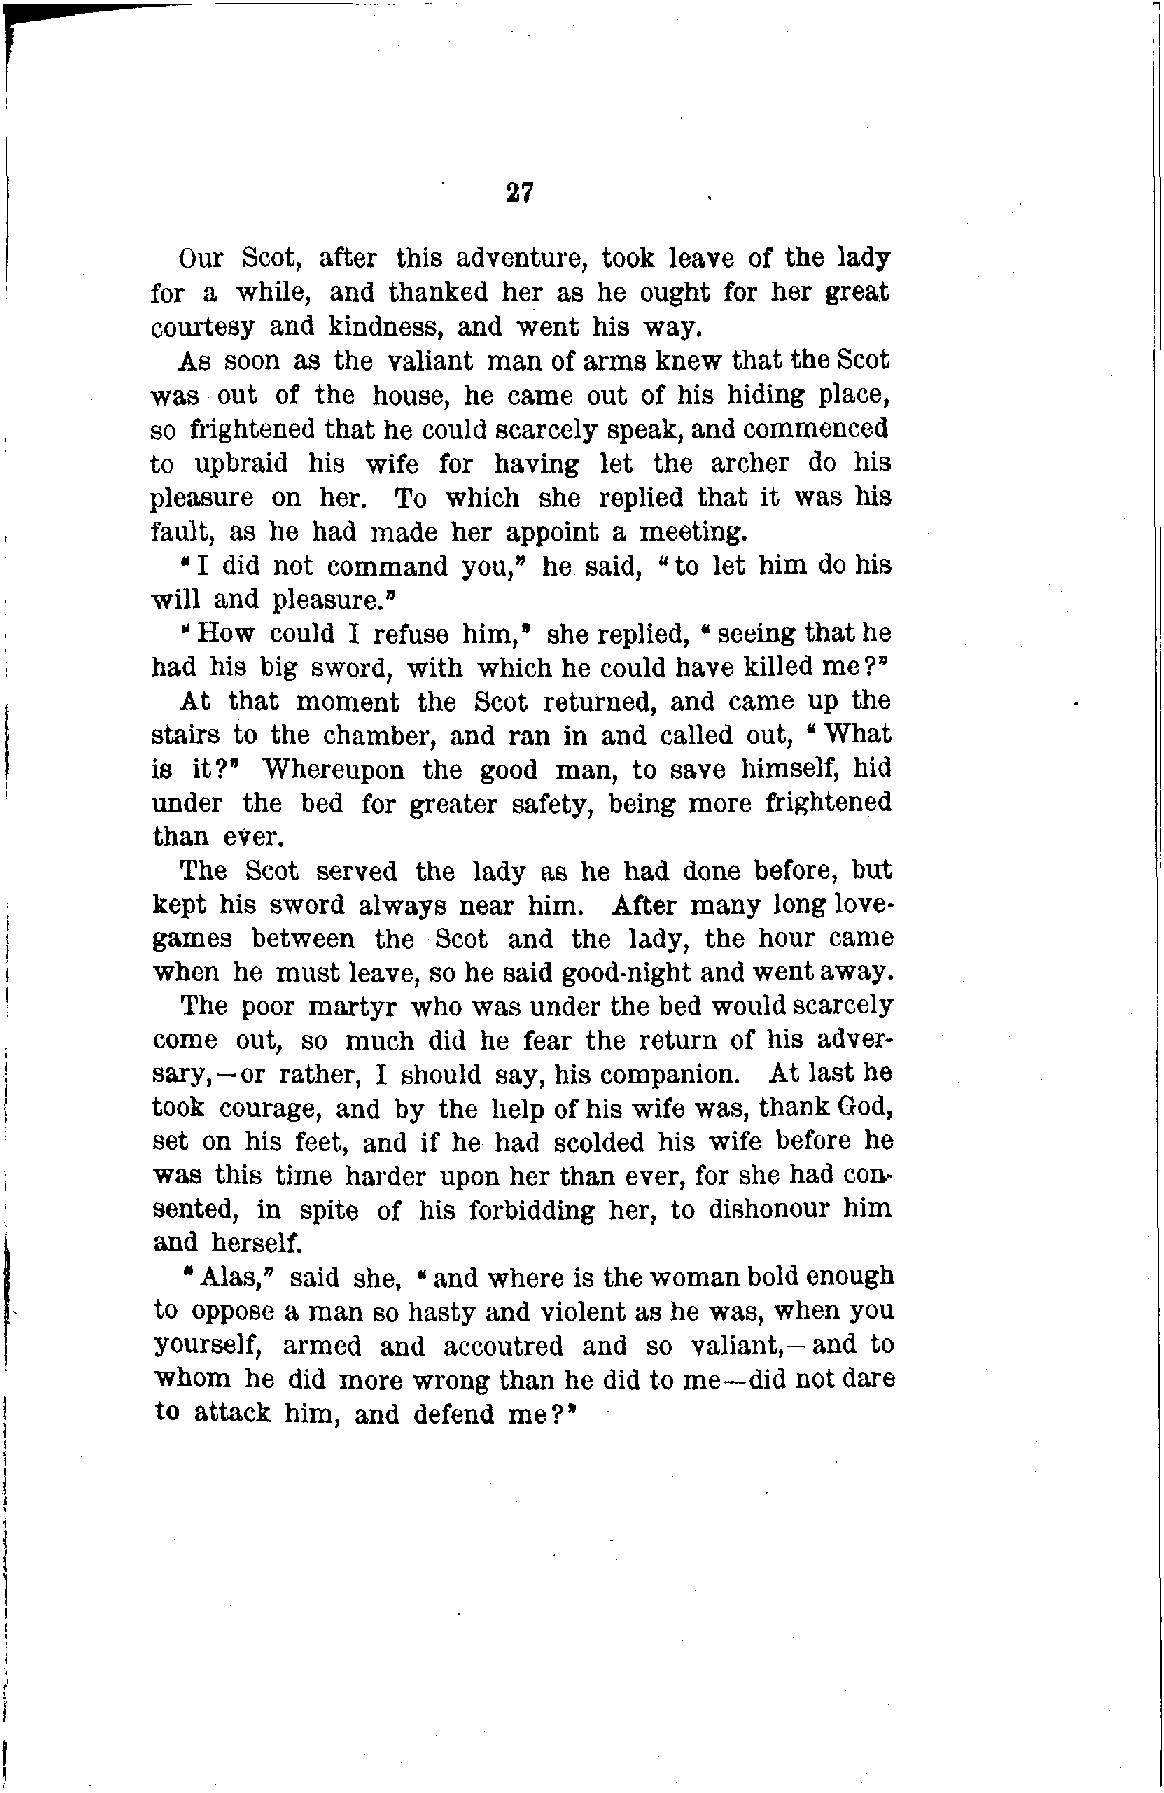 27
Our Scot, after this adventure, took leave of the lady
for a while, and thanked her as he ought for her great
courtesy and kindness, and went his way.
As soon as the valiant man of arms knew that the Scot
was out of the house, he came out of his hiding place,
so frightened that he could scarcely speak, and commenced
to upbraid his wife for having let the archer do his
pleasure on her. To which she replied that it was his
fault, as he had made her appoint a meeting.
“I did not command you,” he said, “to let him do his
will and pleasure.”
“How could I refuse him,” she replied, “seeing that he
had his big sword, with which he could have killed me?”
At that moment the Scot returned, and came up the
stairs to the chamber, and ran in and called out, “What
is it?” Whereupon the good man, to save himself, hid
under the bed for greater safety, being more frightened
than ever.
The Scot served the lady as he had done before, but
kept his sword always near him. After many long love-
games between the Scot and the lady, the hour came
when he must leave, so he said good-night and went away.
The poor martyr who was under the bed would scarcely
come out, so much did he fear the return of his adver-
sary,—or rather, I should say, his companion. At last he
took courage, and by the help of his wife was, thank God,
set on his feet, and if he had scolded his wife before he
was this time harder upon her than ever, for she had con-
sented, in spite of his forbidding her, to dishonour him
and herself.
“Alas,” said she, “and where is the woman bold enough
to oppose a man so hasty and violent as he was, when you
yourself, armed and accoutred and so valiant,—and to
whom he did more wrong than he did to me—did not dare
to attack him, and defend me?”